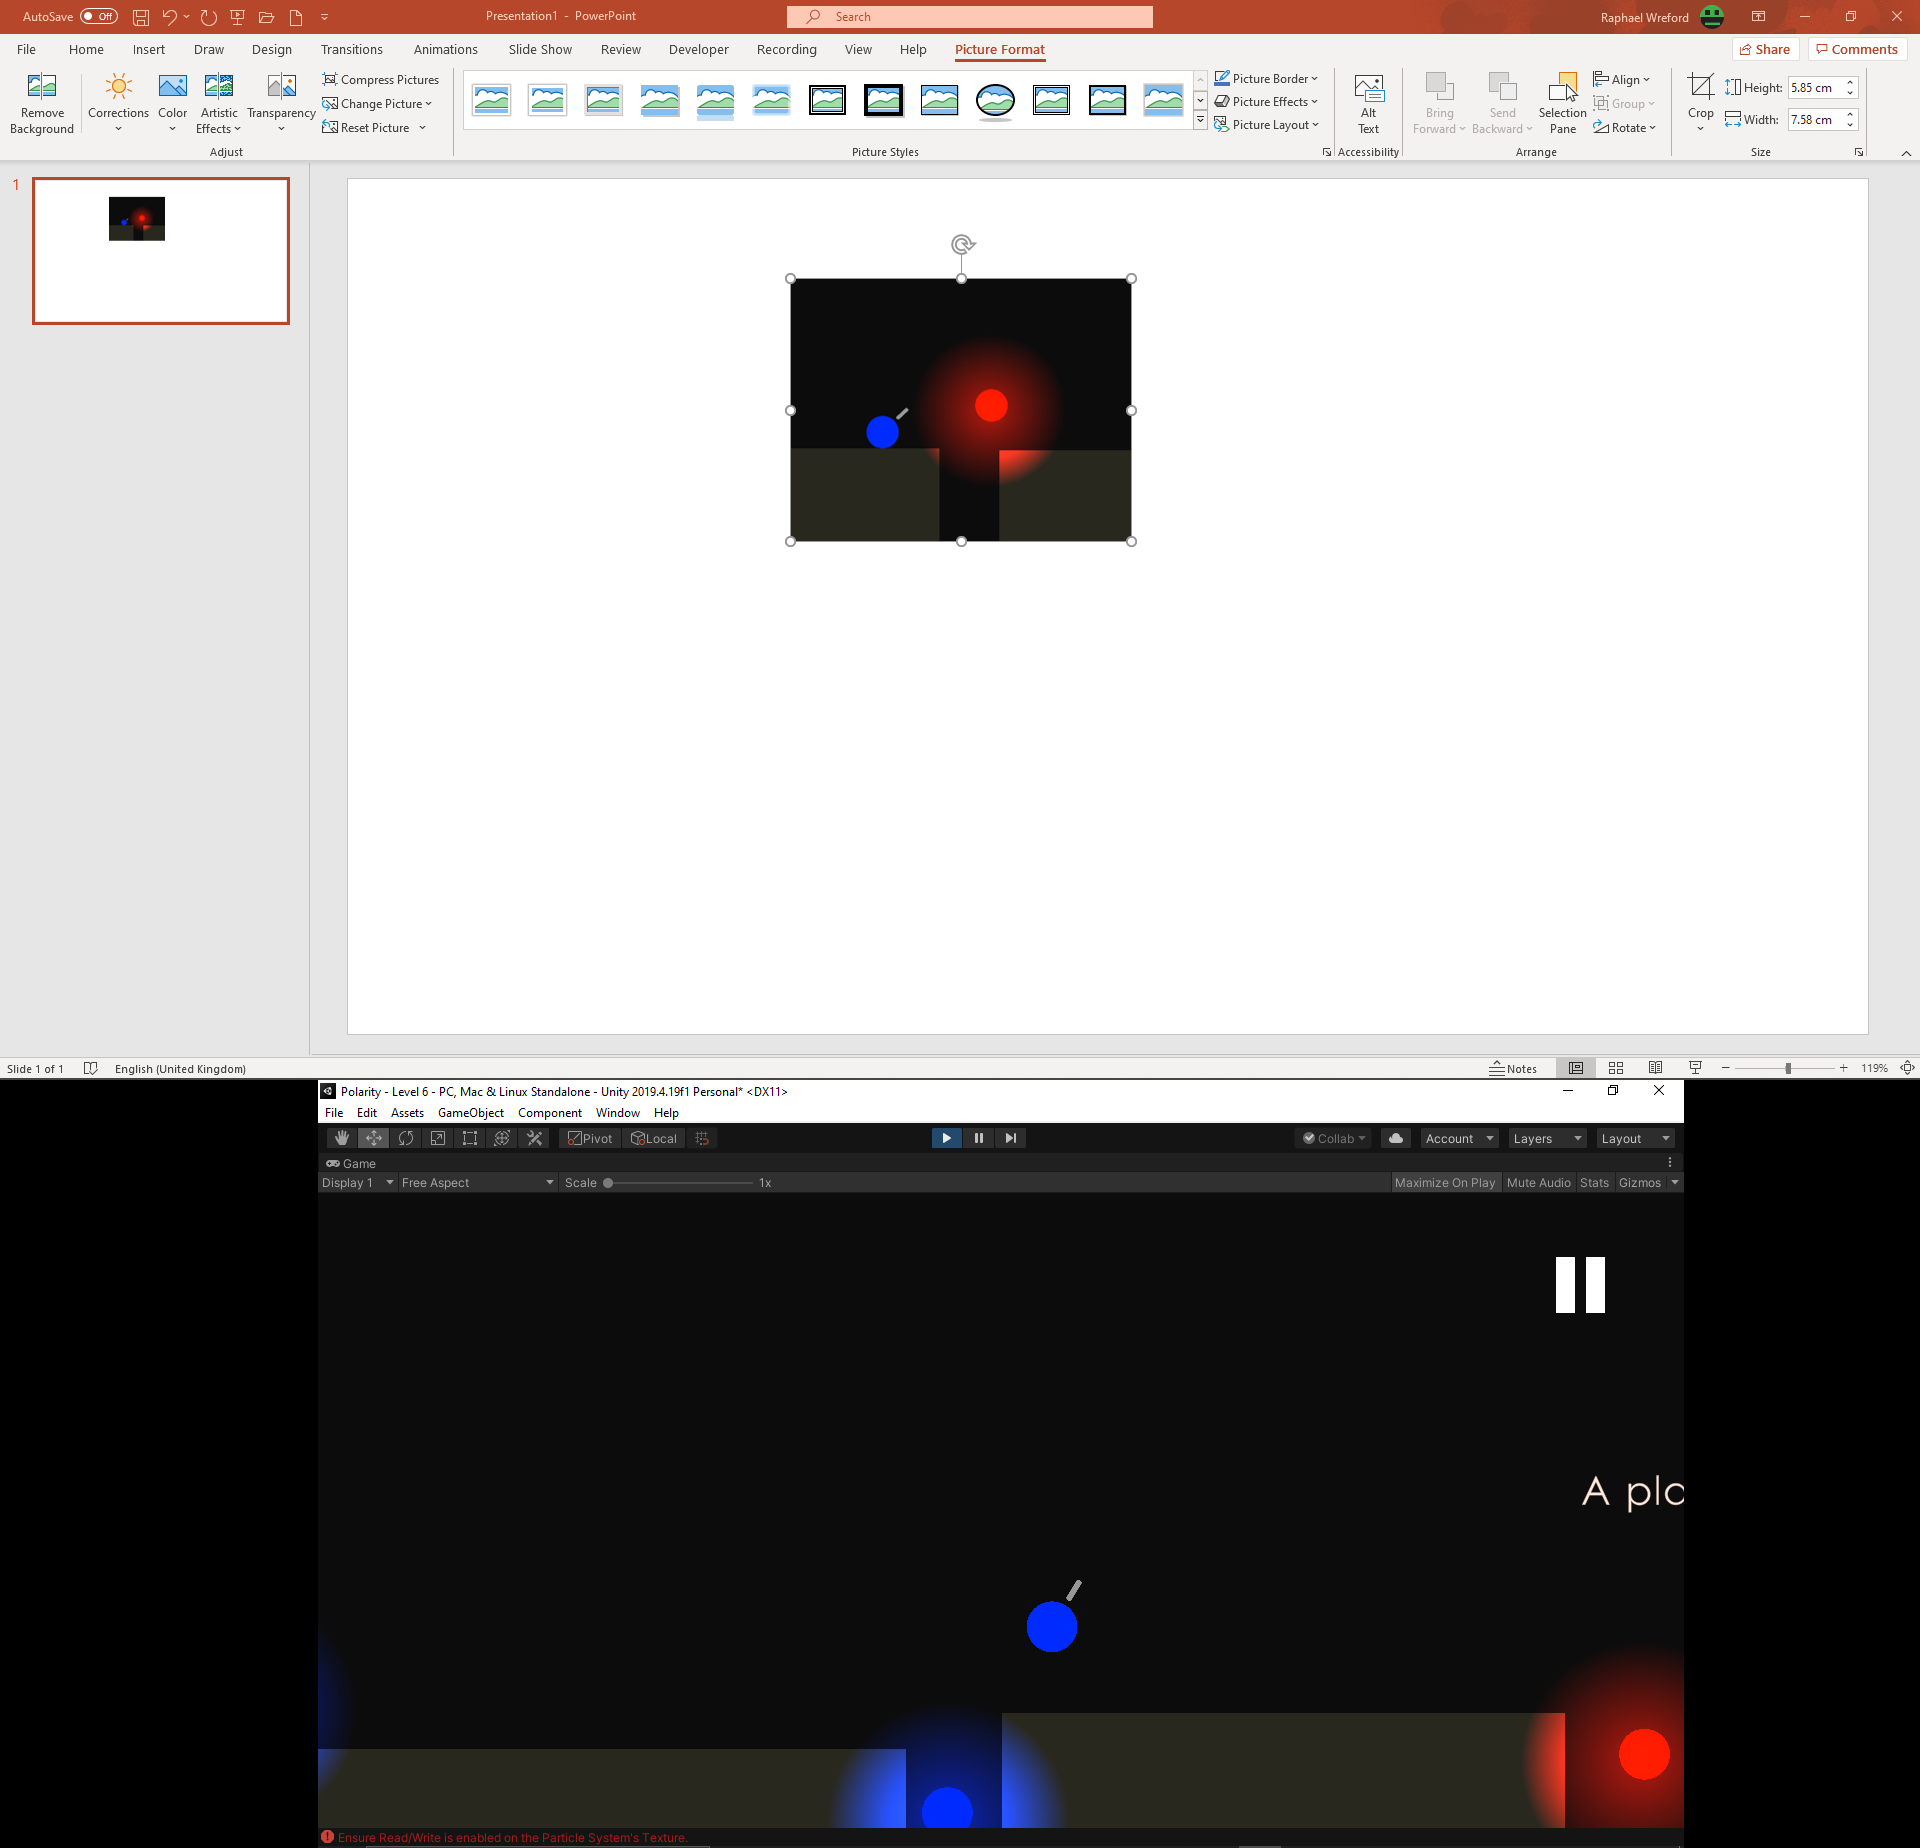 AutoSave Off Presentation1 - PowerPoint Search Raphael Wreford
File Home Insert Draw Design Transitions Animations Slide Show Review Developer Recording View Help Picture Format Share Comments
Remove Background
Corrections
Color
Artistic Effects
Transparency
Compress Pictures
Change Picture
Reset Picture
Adjust
Picture Styles
Picture Border
Picture Effects
Picture Layout
Alt Text
Accessibility
Bring Forward
Send Backward
Selection Pane
Align
Group
Rotate
Arrange
Crop
Height: 5.85 cm
Width: 7.58 cm
Size
1
Slide 1 of 1 English (United Kingdom) Notes 119%
Polarity - Level 6 - PC, Mac & Linux Standalone - Unity 2019.4.19f1 Personal* <DX11>
File Edit Assets GameObject Component Window Help
Pivot Local Collab Account Layers Layout
Game
Display 1 Free Aspect Scale 1x Maximize On Play Mute Audio Stats Gizmos
A pl
Ensure Read/Write is enabled on the Particle System's Texture.